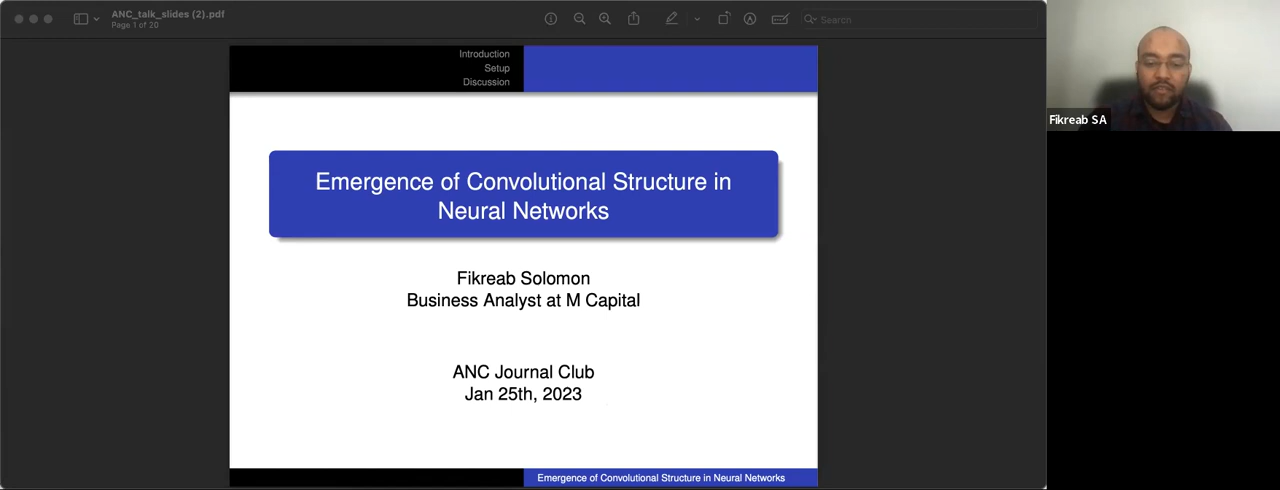 ANC_talk_slides (2).pdf
Page 1 of 20
Search
Introduction
Setup
Discussion
Emergence of Convolutional Structure in
Neural Networks
Fikreab Solomon
Business Analyst at M Capital
ANC Journal Club
Jan 25th, 2023
Emergence of Convolutional Structure in Neural Networks
Fikreab SA